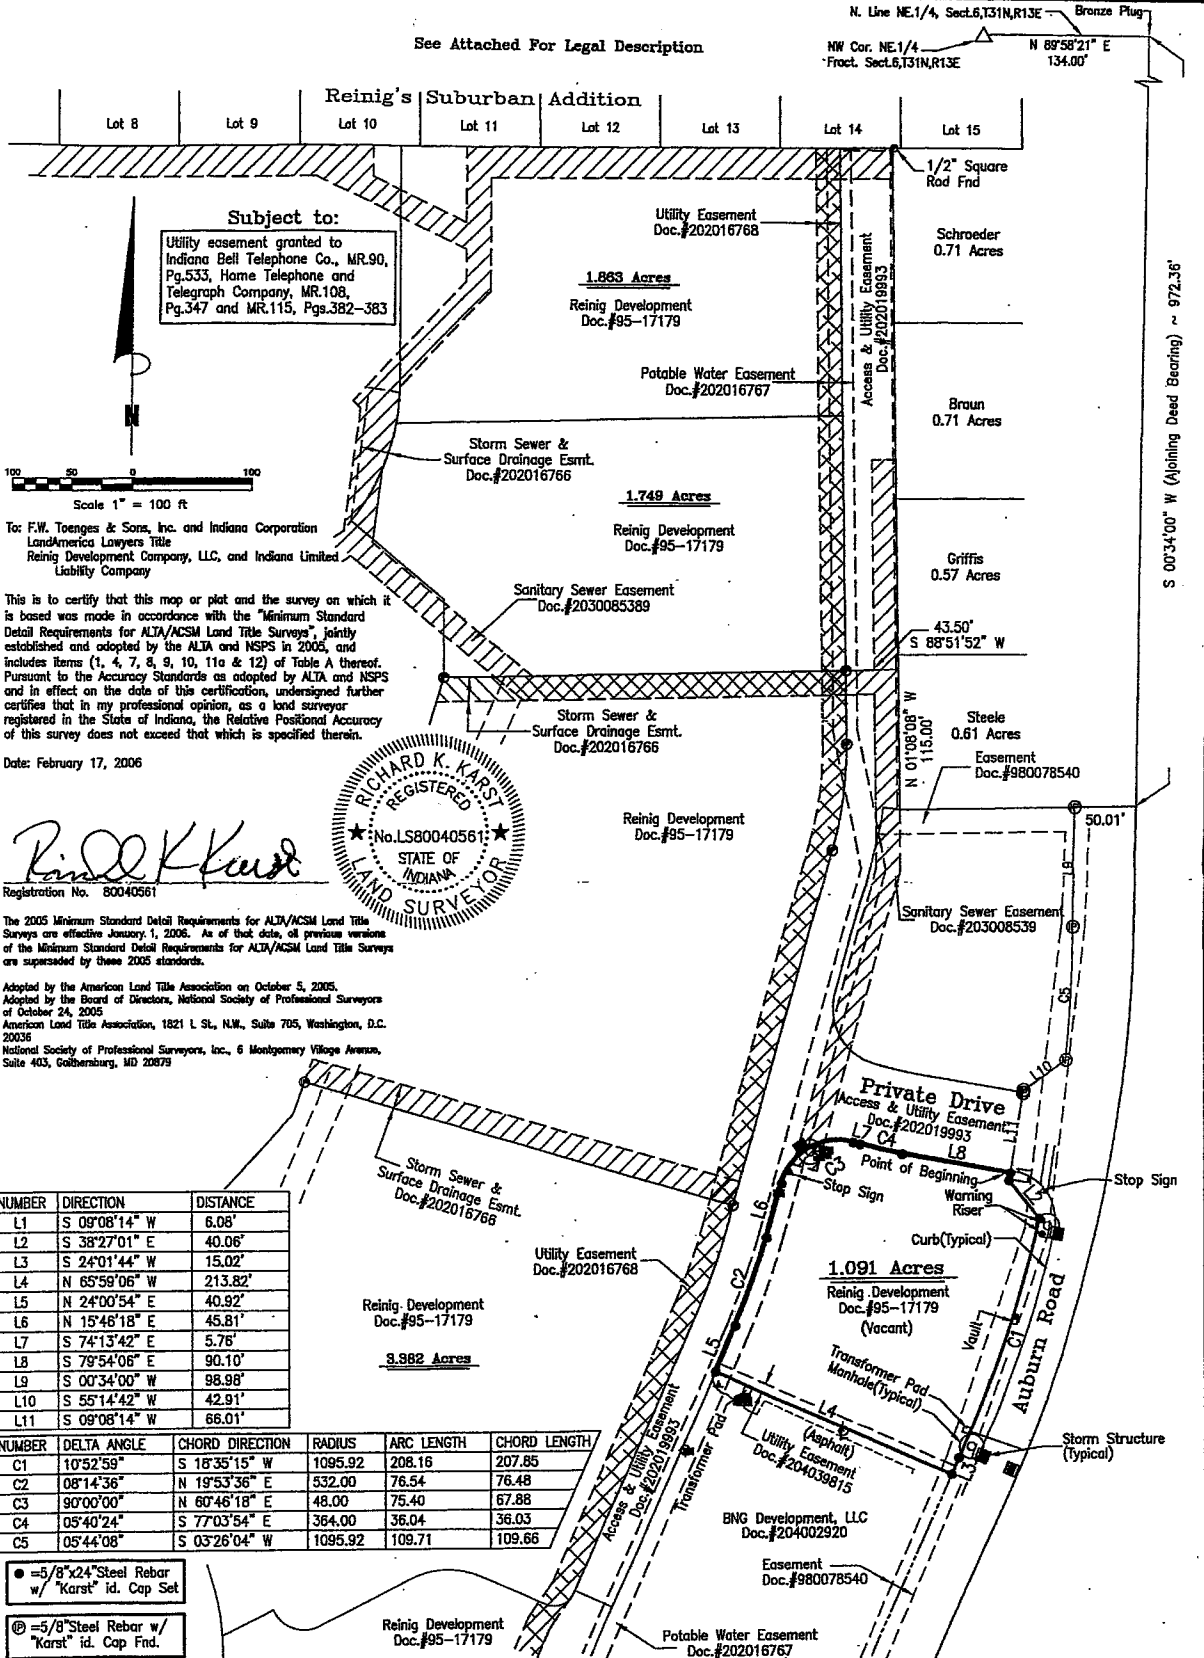 N. Line NE.1/4, Sect.6,T31N,R13E
Bronze Plug
See Attached For Legal Description
NW Cor. NE.1/4
Fract. Sect.6,T31N,R13E
N 89°58'21" E
134.00'
Reinig's Suburban Addition
Lot 8
Lot 9
Lot 10
Lot 11
Lot 12
Lot 13
Lot 14
Lot 15
1/2" Square
Rod Fnd
Subject to:
Utility easement granted to
Indiana Bell Telephone Co., MR.90,
Pg.533, Home Telephone and
Telegraph Company, MR.108,
Pg.347 and MR.115, Pgs.382-383
Utility Easement
Doc.#202016768
Schroeder
0.71 Acres
1.863 Acres
Reinig Development
Doc.#95-17179
Access & Utility Easement
Doc.#202019993
S 00°34'00" W (Ajoining Deed Bearing) ~ 972.36'
Potable Water Easement
Doc.#202016767
Braun
0.71 Acres
N
Storm Sewer &
Surface Drainage Esmt.
Doc.#202016766
100 50 0 100
Scale 1" = 100 ft
1.749 Acres
Reinig Development
Doc.#95-17179
To: F.W. Toenges & Sons, Inc. and Indiana Corporation
LandAmerica Lawyers Title
Reinig Development Company, LLC, and Indiana Limited
Liability Company
Griffis
0.57 Acres
Sanitary Sewer Easement
Doc.#2030085389
This is to certify that this map or plat and the survey on which it
is based was made in accordance with the "Minimum Standard
Detail Requirements for ALTA/ACSM Land Title Surveys", jointly
established and adopted by the ALTA and NSPS in 2005, and
includes items (1, 4, 7, 8, 9, 10, 11a & 12) of Table A thereof.
Pursuant to the Accuracy Standards as adopted by ALTA and NSPS
and in effect on the date of this certification, undersigned further
certifies that in my professional opinion, as a land surveyor
registered in the State of Indiana, the Relative Positional Accuracy
of this survey does not exceed that which is specified therein.
43.50'
S 88°51'52" W
N 01°08'08" W
115.00'
Storm Sewer &
Surface Drainage Esmt.
Doc.#202016766
Steele
0.61 Acres
Easement
Doc.#980078540
Date: February 17, 2006
RICHARD K. KARST
REGISTERED
No.LS80040561
STATE OF
INDIANA
LAND SURVEYOR
Reinig Development
Doc.#95-17179
50.01'
L9
Registration No. 80040561
Sanitary Sewer Easement
Doc.#203008539
The 2005 Minimum Standard Detail Requirements for ALTA/ACSM Land Title
Surveys are effective January, 1, 2006. As of that date, all previous versions
of the Minimum Standard Detail Requirements for ALTA/ACSM Land Title Surveys
are superseded by these 2005 standards.
C5
Adopted by the American Land Title Association on October 5, 2005.
Adopted by the Board of Directors, National Society of Professional Surveyors
of October 24, 2005
American Land Title Association, 1821 L St., N.W., Suite 705, Washington, D.C.
20036
National Society of Professional Surveyors, Inc., 6 Montgomery Village Avenue,
Suite 403, Gaithersburg, MD 20879
L10
Private Drive
Access & Utility Easement
Doc.#202019993
L11
L7 C4 L8
C3
Point of Beginning
Stop Sign
Warning
Riser
Stop Sign
L1
L2
Storm Sewer &
Surface Drainage Esmt.
Doc.#202016766
L6
Curb(Typical)
Utility Easement
Doc.#202016768
1.091 Acres
Reinig Development
Doc.#95-17179
(Vacant)
C2
Vault
C1
Auburn Road
Reinig Development
Doc.#95-17179
3.382 Acres
L5
Transformer Pad
Manhole(Typical)
L4
(Asphalt)
Utility Easement
Doc.#204039815
L3
Storm Structure
(Typical)
Access & Utility Easement
Doc.#202019993
Transformer Pad
NUMBER DIRECTION DISTANCE
L1 S 09°08'14" W 6.08'
L2 S 38°27'01" E 40.06'
L3 S 24°01'44" W 15.02'
L4 N 65°59'06" W 213.82'
L5 N 24°00'54" E 40.92'
L6 N 15°46'18" E 45.81'
L7 S 74°13'42" E 5.76'
L8 S 79°54'06" E 90.10'
L9 S 00°34'00" W 98.98'
L10 S 55°14'42" W 42.91'
L11 S 09°08'14" W 66.01'
NUMBER DELTA ANGLE CHORD DIRECTION RADIUS ARC LENGTH CHORD LENGTH
C1 10°52'59" S 18°35'15" W 1095.92 208.16 207.85
C2 08°14'36" N 19°53'36" E 532.00 76.54 76.48
C3 90°00'00" N 60°46'18" E 48.00 75.40 67.88
C4 05°40'24" S 77°03'54" E 364.00 36.04 36.03
C5 05°44'08" S 03°26'04" W 1095.92 109.71 109.66
BNG Development, LLC
Doc.#204002920
Easement
Doc.#980078540
=5/8"x24"Steel Rebar
w/ "Karst" id. Cap Set
=5/8"Steel Rebar w/
"Karst" id. Cap Fnd.
Reinig Development
Doc.#95-17179
Potable Water Easement
Doc.#202016767